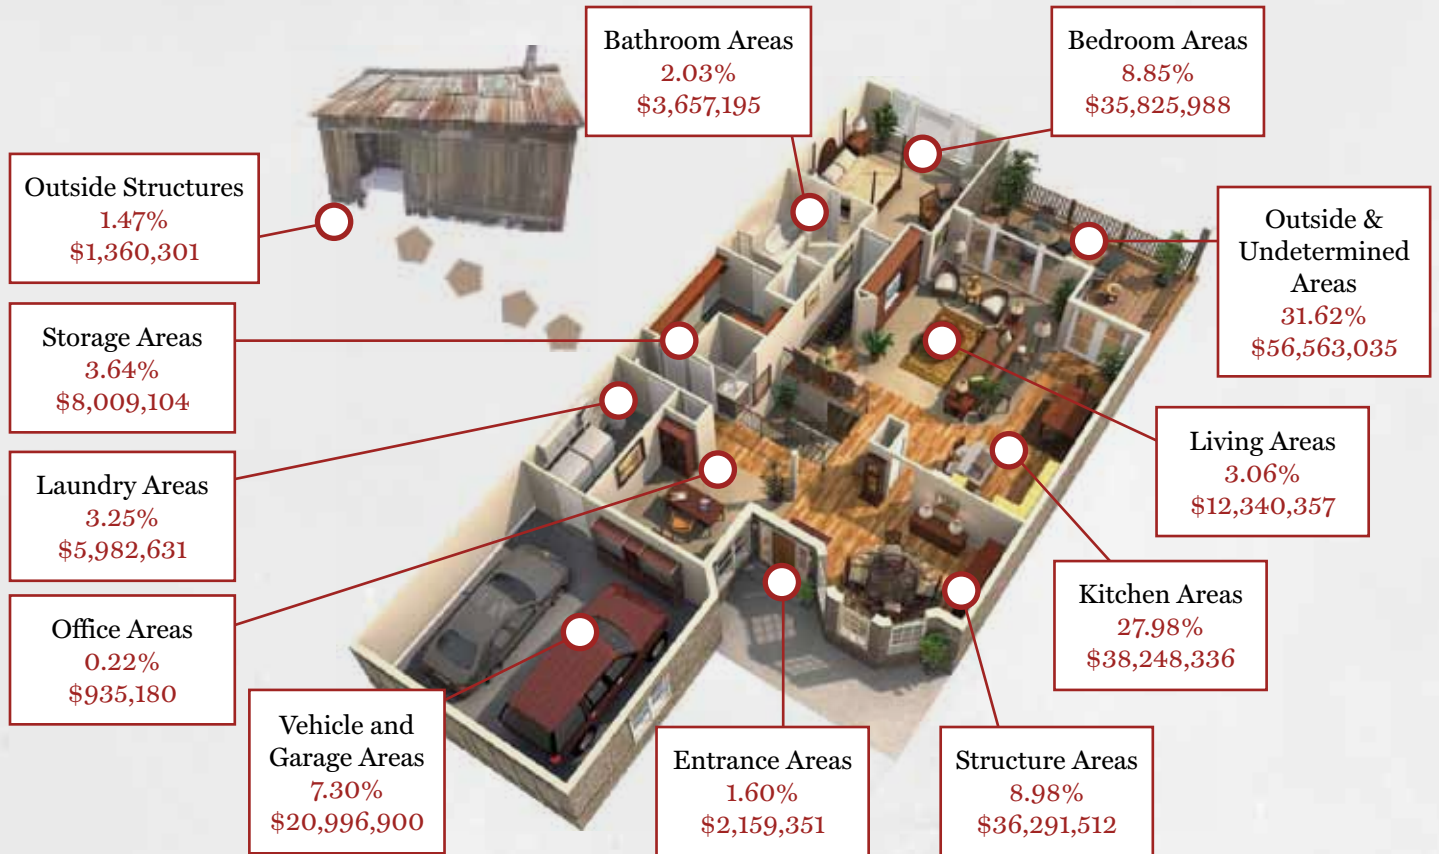 Bathroom Areas
2.03%
$3,657,195
Bedroom Areas
8.85%
$35,825,988
Outside Structures
1.47%
$1,360,301
Outside &
Undetermined
Areas
31.62%
$56,563,035
Storage Areas
3.64%
$8,009,104
Living Areas
3.06%
$12,340,357
Laundry Areas
3.25%
$5,982,631
Kitchen Areas
27.98%
$38,248,336
Office Areas
0.22%
$935,180
Vehicle and
Garage Areas
7.30%
$20,996,900
Entrance Areas
1.60%
$2,159,351
Structure Areas
8.98%
$36,291,512